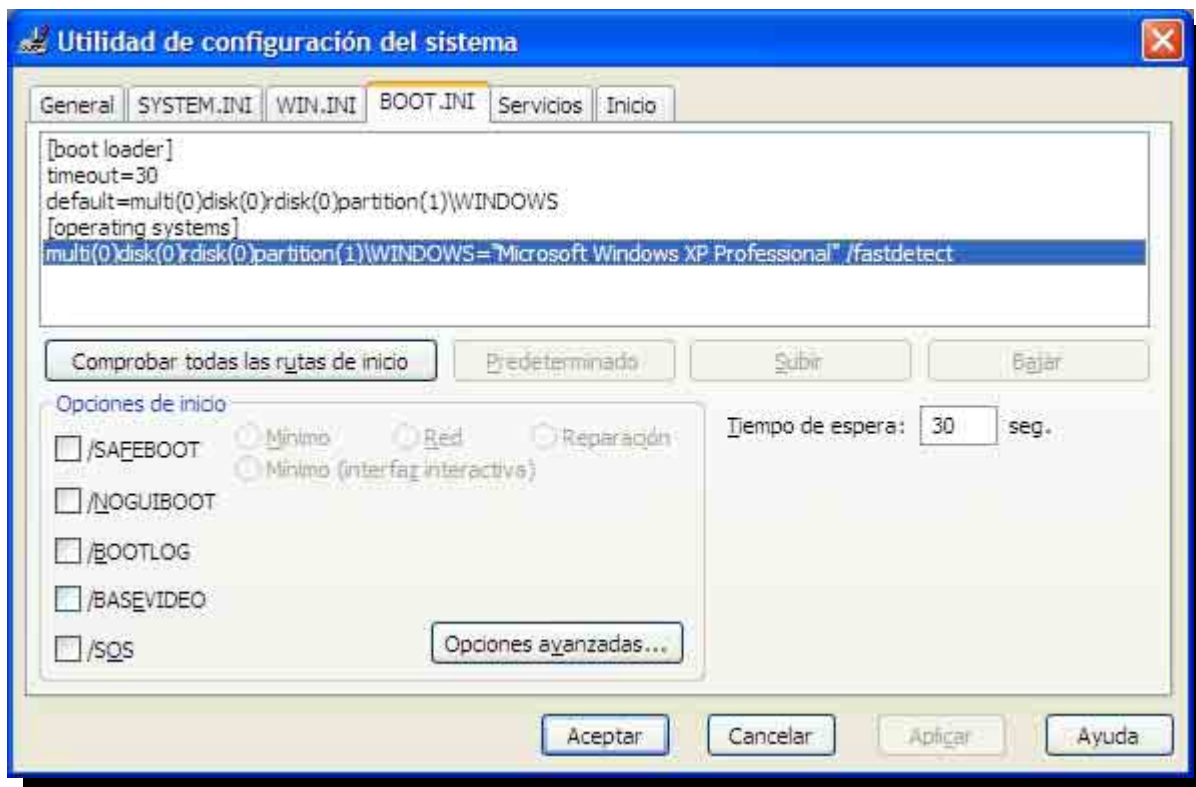 Utilidad de configuración del sistema
General SYSTEM.INI WIN.INI BOOT.INI Servicios Inicio
[boot loader]
timeout=30
default=multi(0)disk(0)rdisk(0)partition(1)\WINDOWS
[operating systems]
multi(0)disk(0)rdisk(0)partition(1)\WINDOWS="Microsoft Windows XP Professional" /fastdetect
Comprobar todas las rutas de inicio Predeterminado Subir Bajar
Opciones de inicio
/SAFEBOOT Mínimo Red Reparación
Mínimo (interfaz interactiva)
/NOGUIBOOT
/BOOTLOG
/BASEVIDEO
/SOS
Opciones avanzadas...
Tiempo de espera: 30 seg.
Aceptar Cancelar Aplicar Ayuda